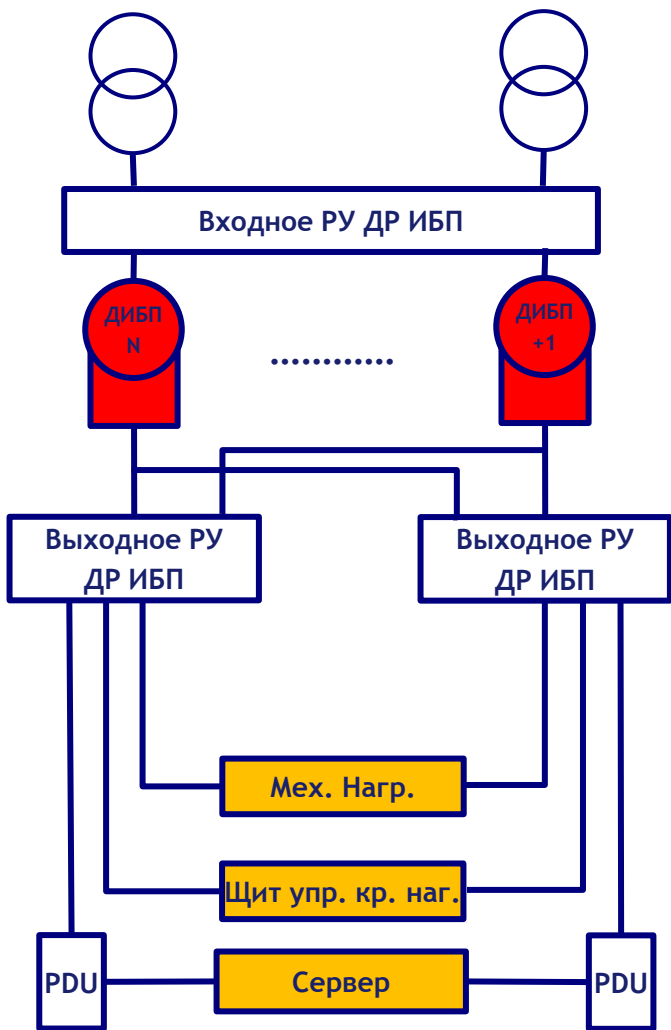 Входное РУ ДР ИБП
ДИБП
N
............
ДИБП
+1
Выходное РУ
ДР ИБП
Выходное РУ
ДР ИБП
Мех. Нагр.
Щит упр. кр. наг.
PDU
Сервер
PDU